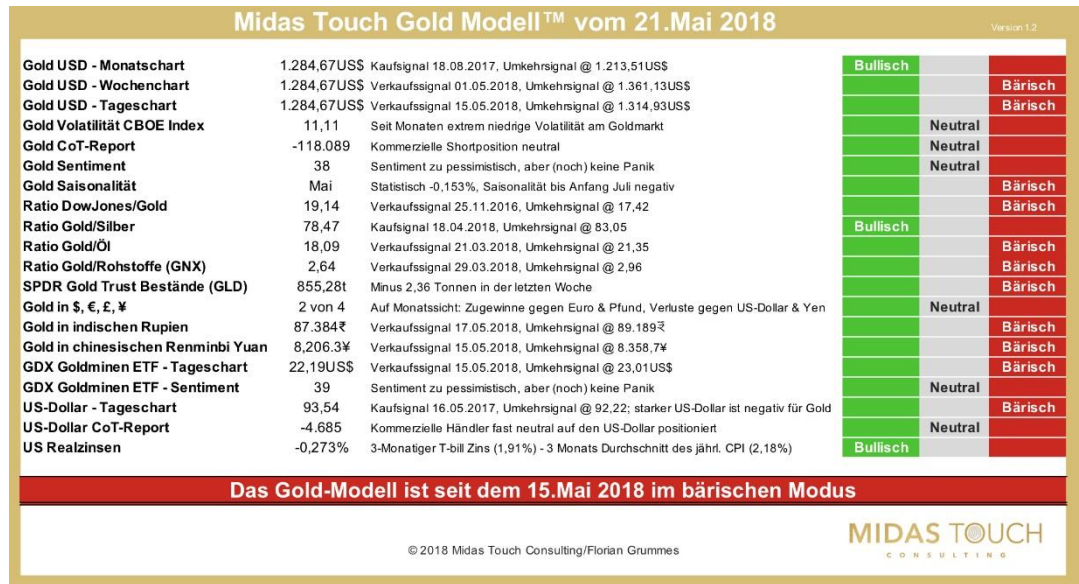 Midas Touch Gold Modell™ vom 21.Mai 2018 Version 1.2
Gold USD - Monatschart 1.284,67US$ Kaufsignal 18.08.2017, Umkehrsignal @ 1.213,51US$ Bullisch
Gold USD - Wochenchart 1.284,67US$ Verkaufssignal 01.05.2018, Umkehrsignal @ 1.361,13US$ Bärisch
Gold USD - Tageschart 1.284,67US$ Verkaufssignal 15.05.2018, Umkehrsignal @ 1.314,93US$ Bärisch
Gold Volatilität CBOE Index 11,11 Seit Monaten extrem niedrige Volatilität am Goldmarkt Neutral
Gold CoT-Report -118.089 Kommerzielle Shortposition neutral Neutral
Gold Sentiment 38 Sentiment zu pessimistisch, aber (noch) keine Panik Neutral
Gold Saisonalität Mai Statistisch -0,153%, Saisonalität bis Anfang Juli negativ Bärisch
Ratio DowJones/Gold 19,14 Verkaufssignal 25.11.2016, Umkehrsignal @ 17,42 Bärisch
Ratio Gold/Silber 78,47 Kaufsignal 18.04.2018, Umkehrsignal @ 83,05 Bullisch
Ratio Gold/Öl 18,09 Verkaufssignal 21.03.2018, Umkehrsignal @ 21,35 Bärisch
Ratio Gold/Rohstoffe (GNX) 2,64 Verkaufssignal 29.03.2018, Umkehrsignal @ 2,96 Bärisch
SPDR Gold Trust Bestände (GLD) 855,28t Minus 2,36 Tonnen in der letzten Woche Bärisch
Gold in $, €, £, ¥ 2 von 4 Auf Monatssicht: Zugewinne gegen Euro & Pfund, Verluste gegen US-Dollar & Yen Neutral
Gold in indischen Rupien 87.384₹ Verkaufssignal 17.05.2018, Umkehrsignal @ 89.189₹ Bärisch
Gold in chinesischen Renminbi Yuan 8,206.3¥ Verkaufssignal 15.05.2018, Umkehrsignal @ 8.358,7¥ Bärisch
GDX Goldminen ETF - Tageschart 22,19US$ Verkaufssignal 15.05.2018, Umkehrsignal @ 23,01US$ Bärisch
GDX Goldminen ETF - Sentiment 39 Sentiment zu pessimistisch, aber (noch) keine Panik Neutral
US-Dollar - Tageschart 93,54 Kaufsignal 16.05.2017, Umkehrsignal @ 92,22; starker US-Dollar ist negativ für Gold Bärisch
US-Dollar CoT-Report -4.685 Kommerzielle Händler fast neutral auf den US-Dollar positioniert Neutral
US Realzinsen -0,273% 3-Monatiger T-bill Zins (1,91%) - 3 Monats Durchschnitt des jährl. CPI (2,18%) Bullisch
Das Gold-Modell ist seit dem 15.Mai 2018 im bärischen Modus
© 2018 Midas Touch Consulting/Florian Grummes
MIDAS TOUCH
CONSULTING